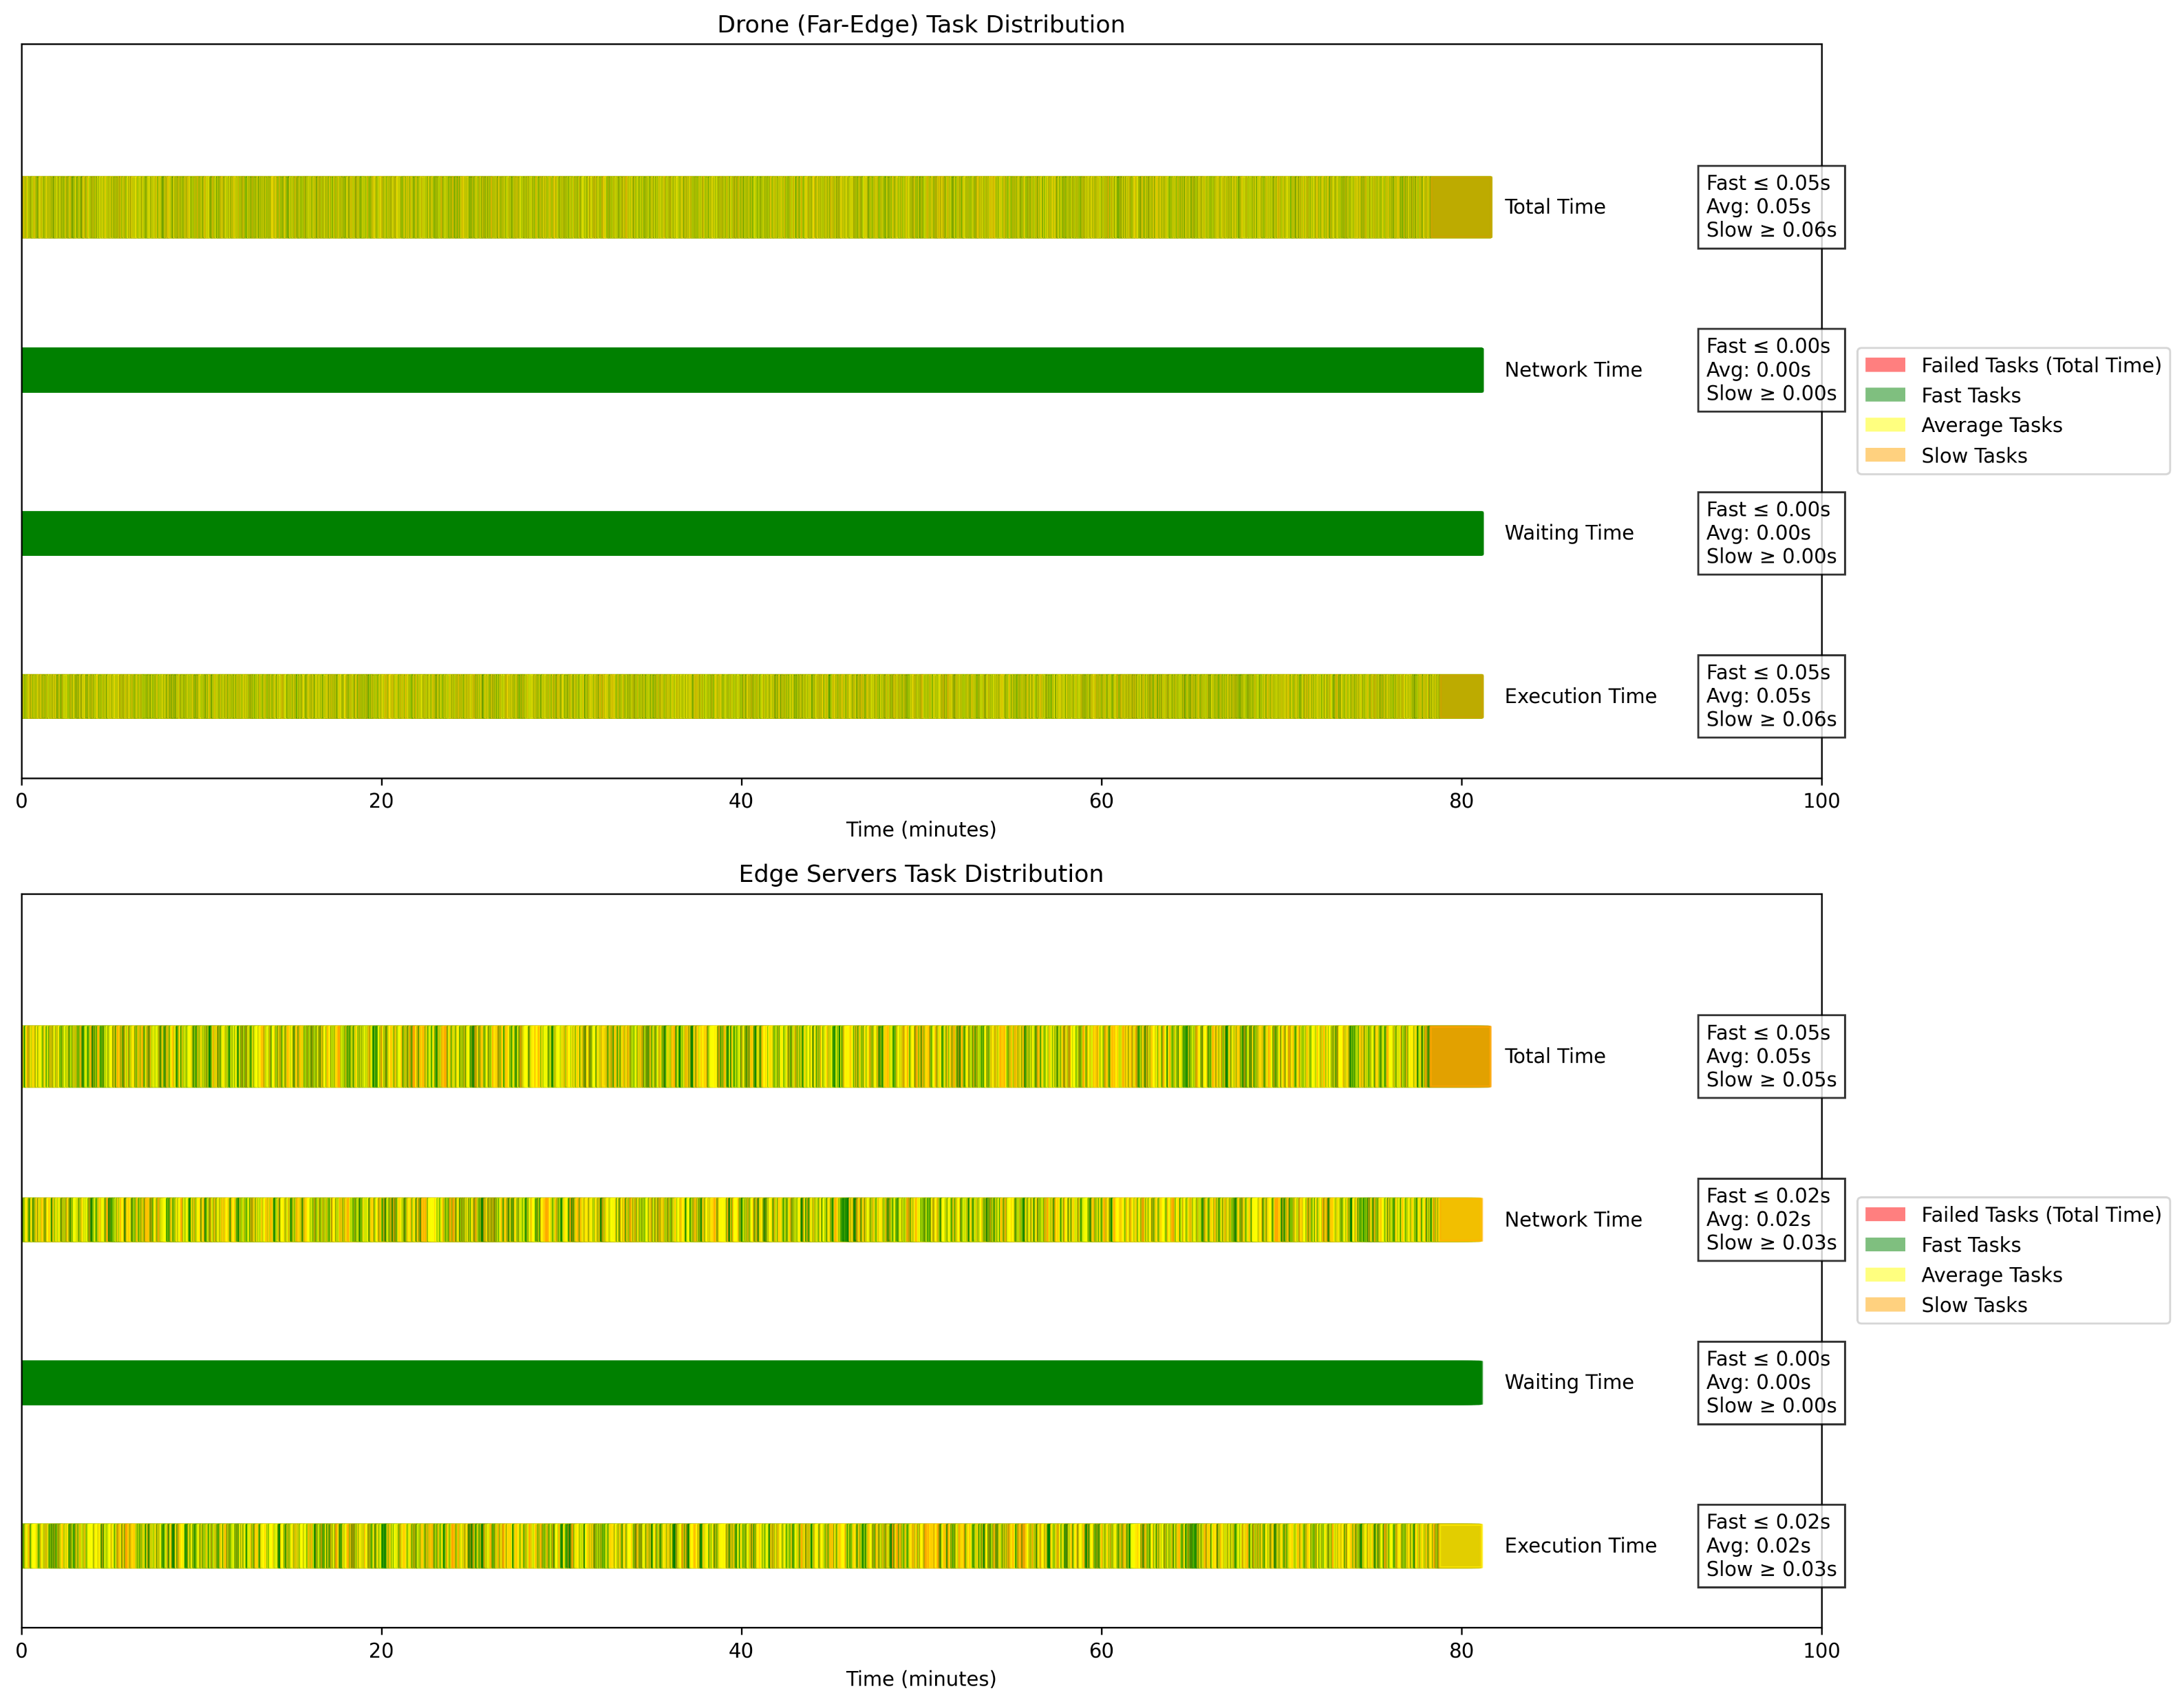 Drone (Far-Edge) Task Distribution
Total Time
Fast ≤ 0.05s
Avg: 0.05s
Slow ≥ 0.06s
Network Time
Fast ≤ 0.00s
Avg: 0.00s
Slow ≥ 0.00s
Failed Tasks (Total Time)
Fast Tasks
Average Tasks
Slow Tasks
Waiting Time
Fast ≤ 0.00s
Avg: 0.00s
Slow ≥ 0.00s
Execution Time
Fast ≤ 0.05s
Avg: 0.05s
Slow ≥ 0.06s
0 20 40 60 80 100
Time (minutes)
Edge Servers Task Distribution
Total Time
Fast ≤ 0.05s
Avg: 0.05s
Slow ≥ 0.05s
Network Time
Fast ≤ 0.02s
Avg: 0.02s
Slow ≥ 0.03s
Failed Tasks (Total Time)
Fast Tasks
Average Tasks
Slow Tasks
Waiting Time
Fast ≤ 0.00s
Avg: 0.00s
Slow ≥ 0.00s
Execution Time
Fast ≤ 0.02s
Avg: 0.02s
Slow ≥ 0.03s
0 20 40 60 80 100
Time (minutes)